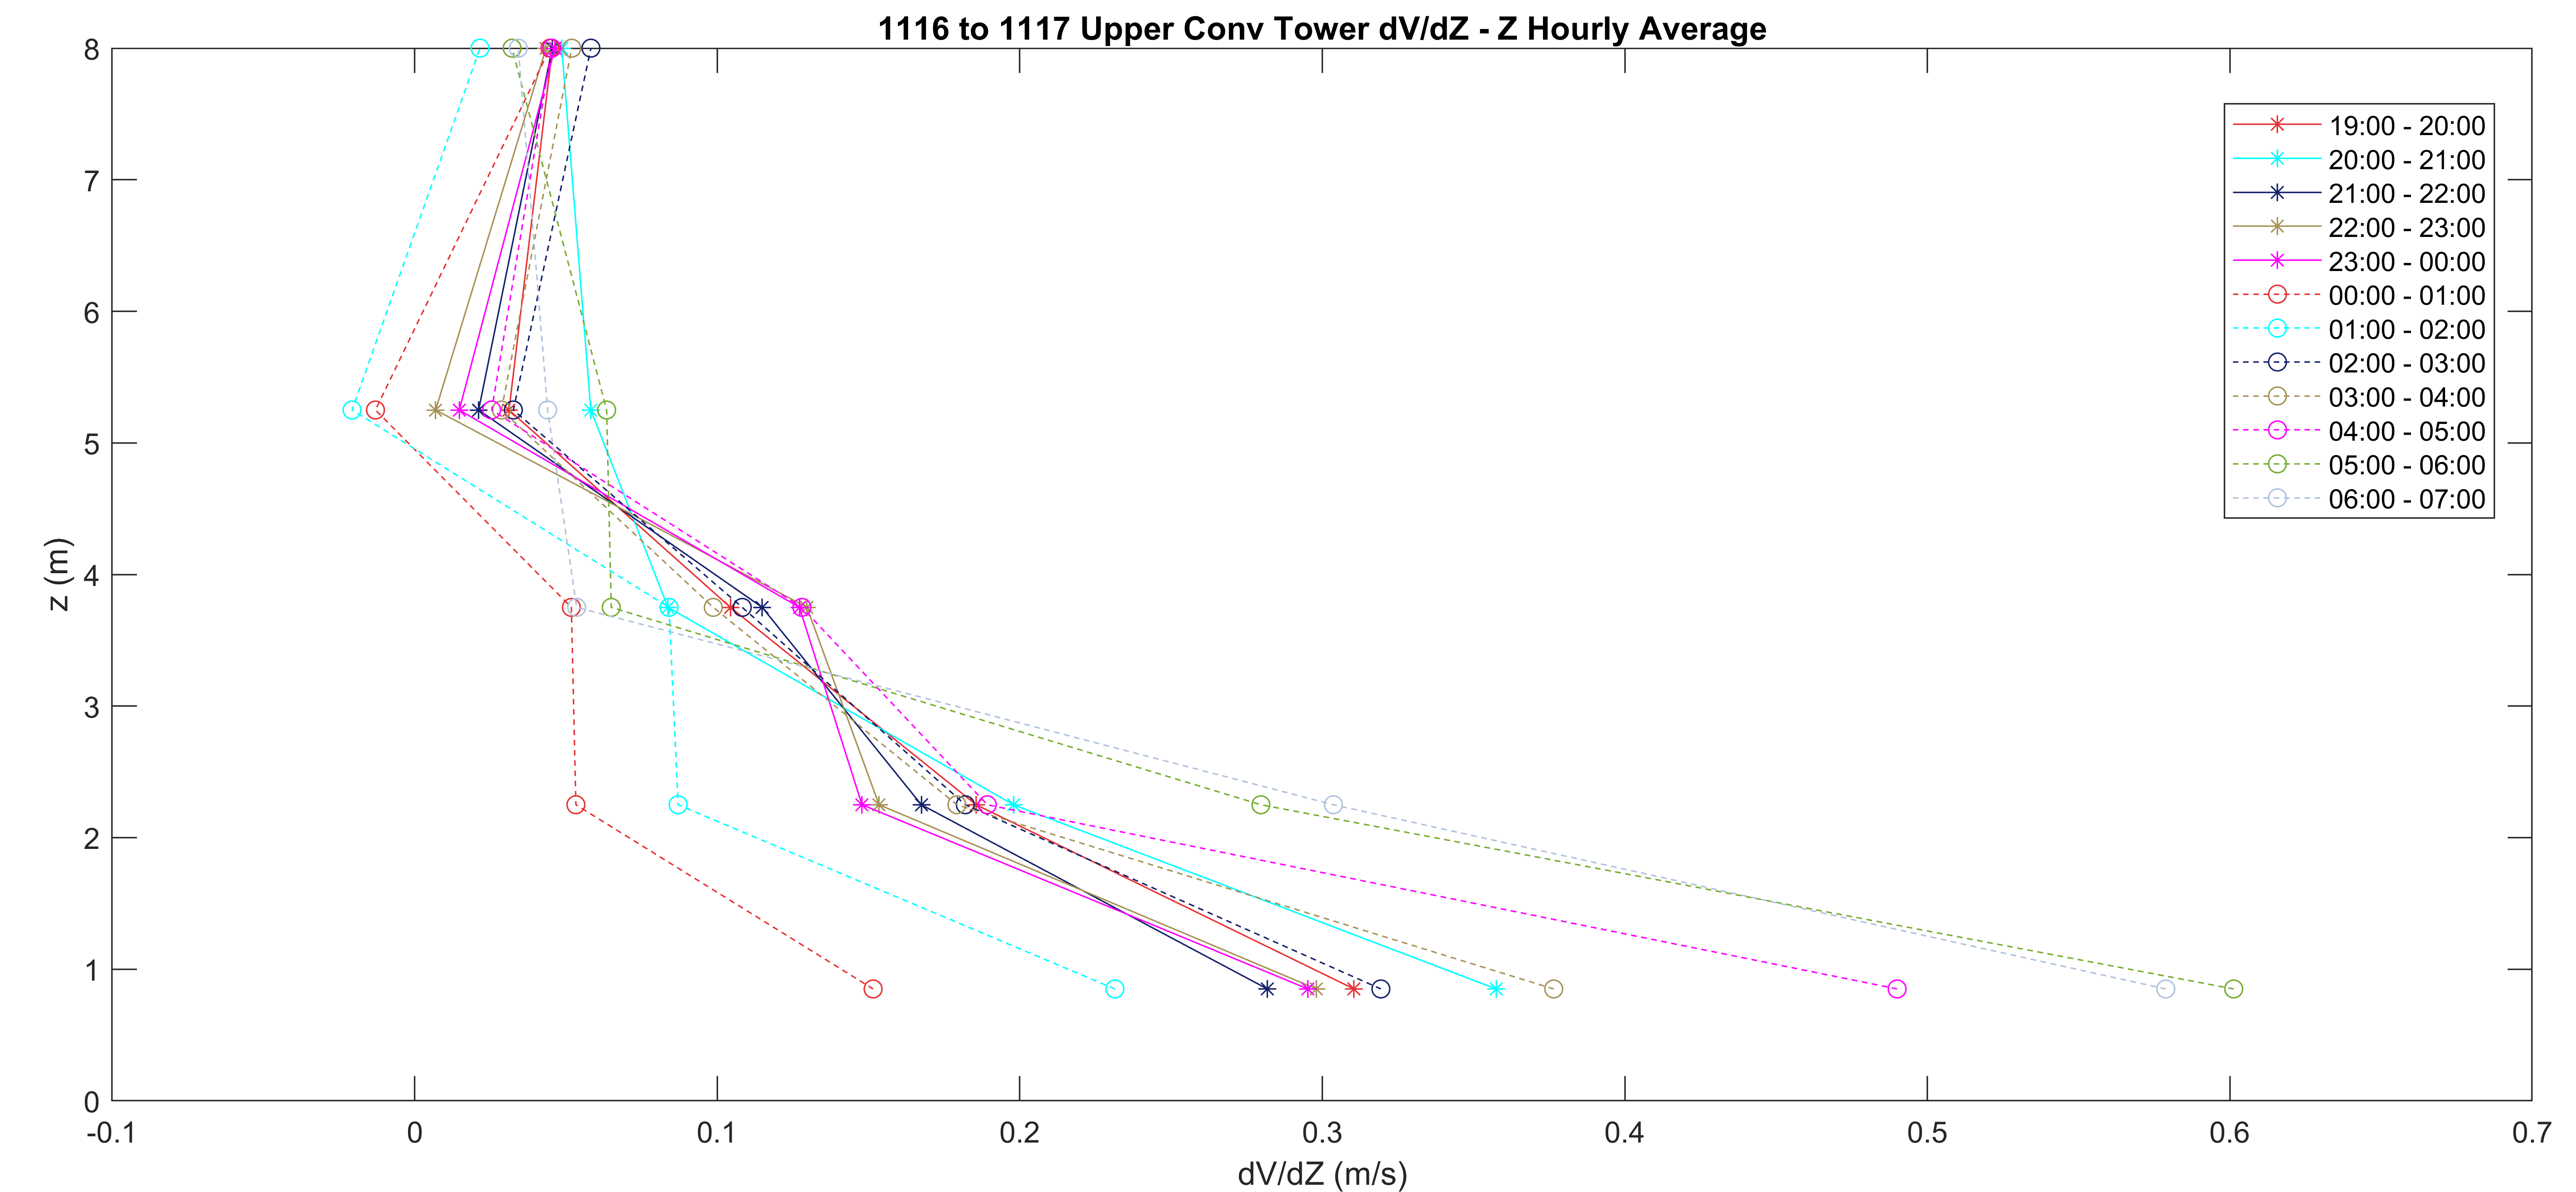 1116 to 1117 Upper Conv Tower dV/dZ - Z Hourly Average
8
7
6
5
4
3
2
1
0
z (m)
-0.1 0 0.1 0.2 0.3 0.4 0.5 0.6 0.7
dV/dZ (m/s)
19:00 - 20:00
20:00 - 21:00
21:00 - 22:00
22:00 - 23:00
23:00 - 00:00
00:00 - 01:00
01:00 - 02:00
02:00 - 03:00
03:00 - 04:00
04:00 - 05:00
05:00 - 06:00
06:00 - 07:00